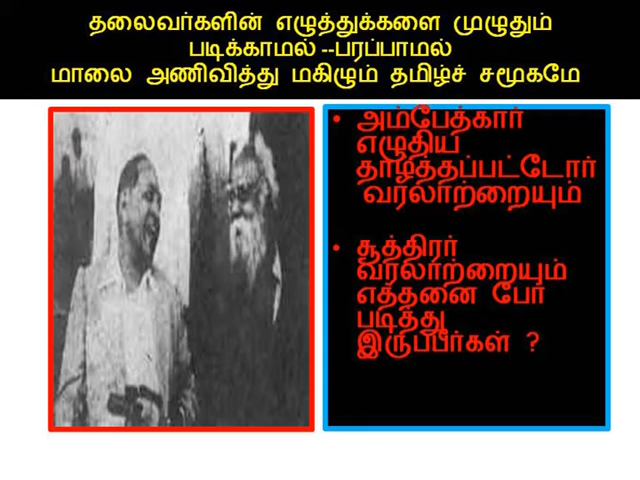 தலைவர்களின் எழுத்துக்களை முழுதும்
படிக்காமல் --பரப்பாமல்
மாலை அணிவித்து மகிழும் தமிழ்ச் சமூகமே
• அம்பேத்கார்
எழுதிய
தாழ்த்தப்பட்டோர்
வரலாற்றையும்
• சூத்திரர்
வரலாற்றையும்
எத்தனை பேர்
படித்து
இருப்பீர்கள் ?